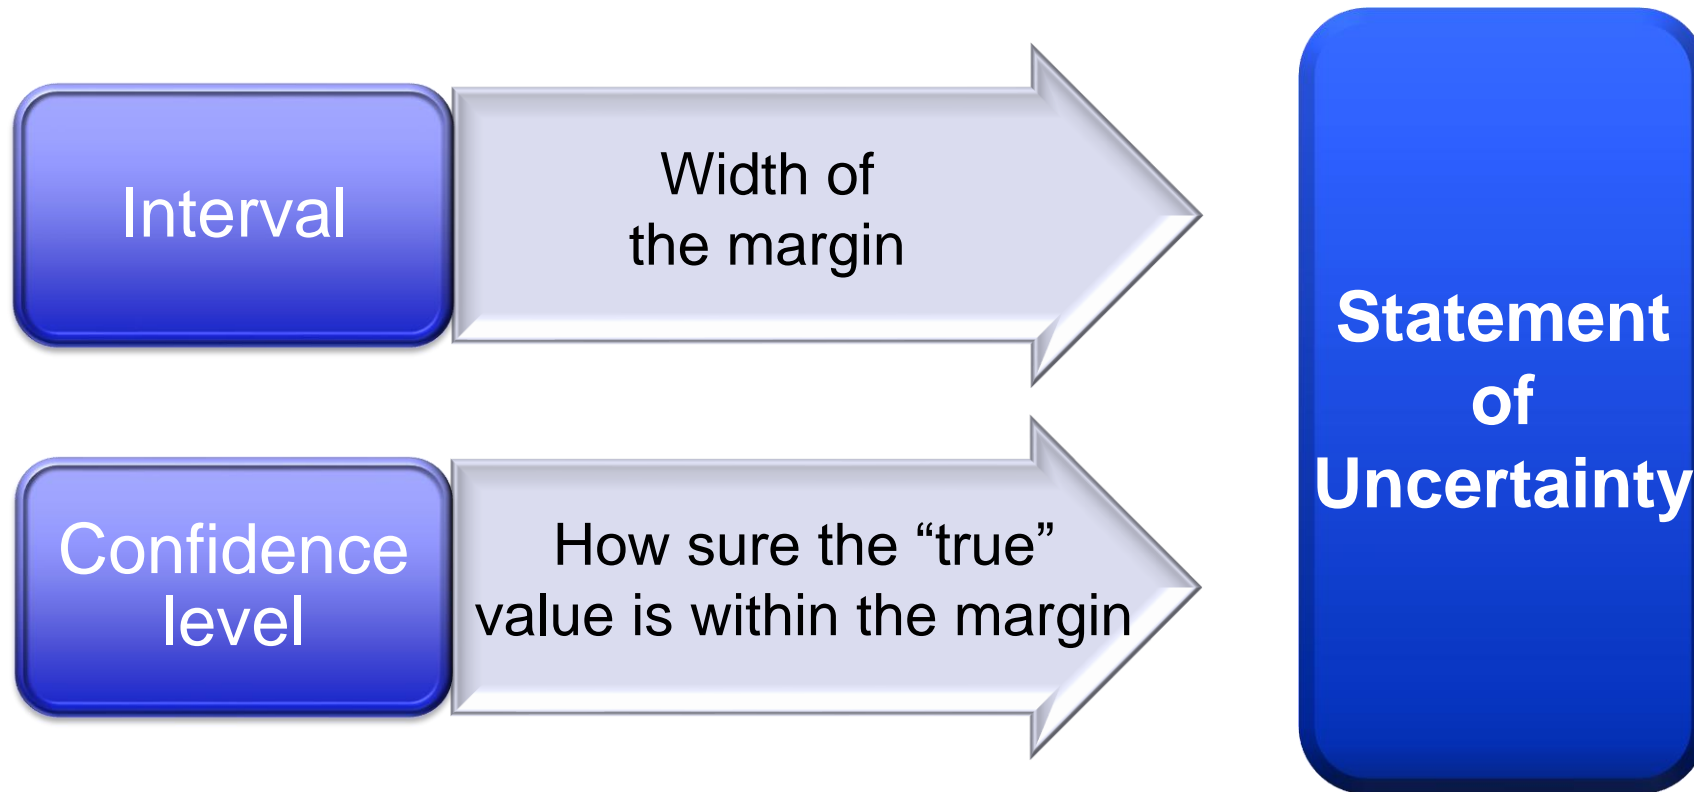 Interval
Width of
the margin
Confidence
level
How sure the “true”
value is within the margin
Statement
of
Uncertainty